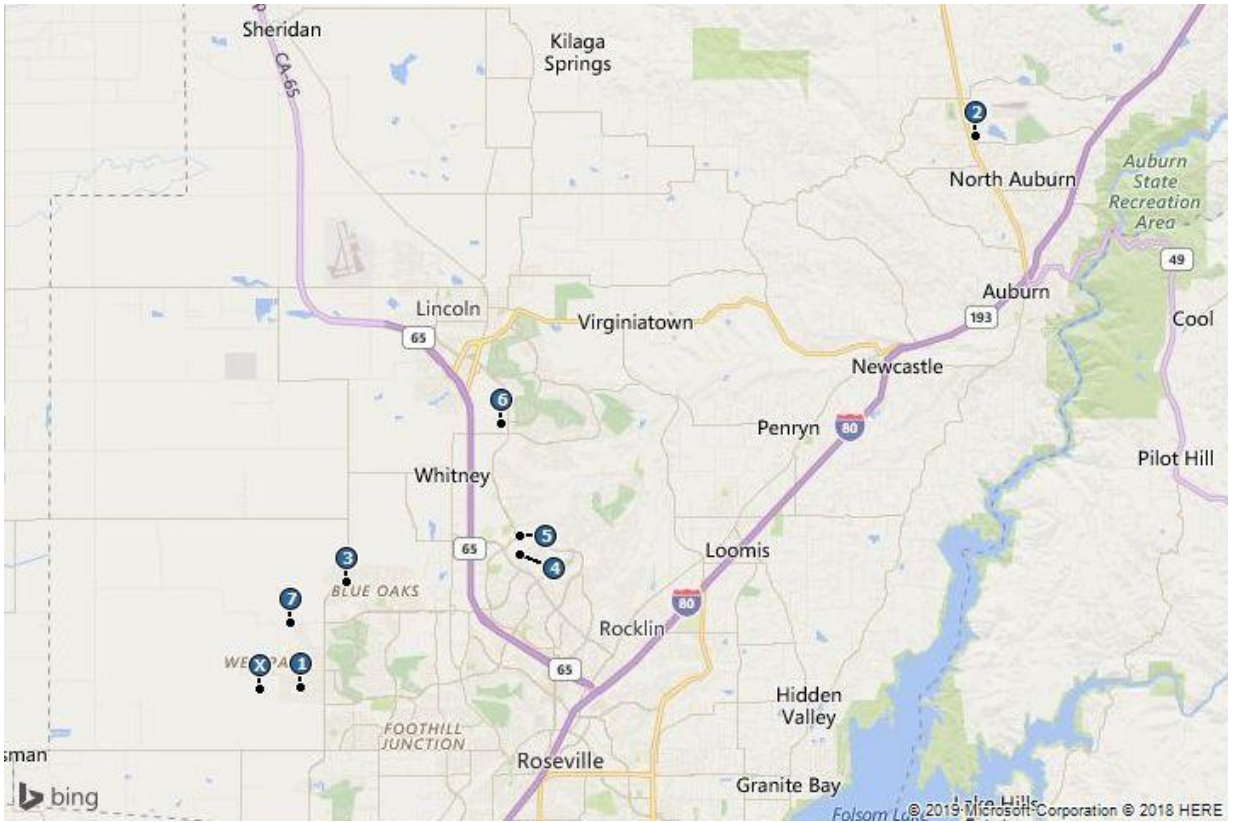 Sheridan
Kilaga
Springs
CA-65
2
North Auburn
Auburn
State
Recreation
Area
49
Auburn
193
Cool
Lincoln
Virginiatown
65
Newcastle
6
Penryn
80
Pilot Hill
Whitney
65
5
4
Loomis
3
BLUE OAKS
7
80
Rocklin
X
1
65
Hidden
Valley
FOOTHILL
JUNCTION
Roseville
Granite Bay
bing
© 2019 Microsoft Corporation © 2018 HERE